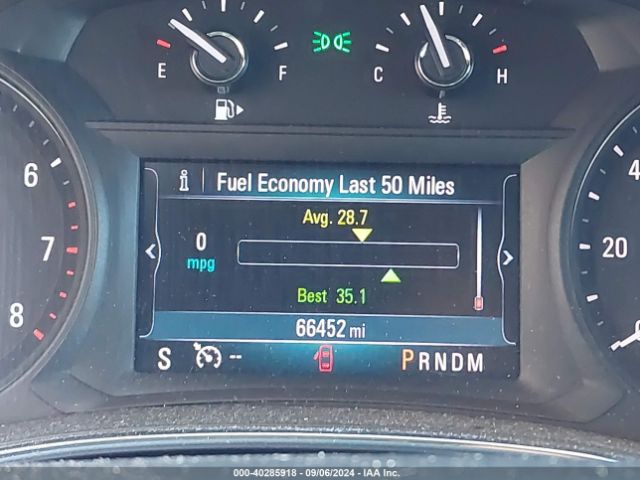 E F C H
Fuel Economy Last 50 Miles
6
Avg. 28.7
0
mpg
7
20
8
Best 35.1
66452 mi
S -- PRNDM
000-40285918 - 09/06/2024 - IAA Inc.